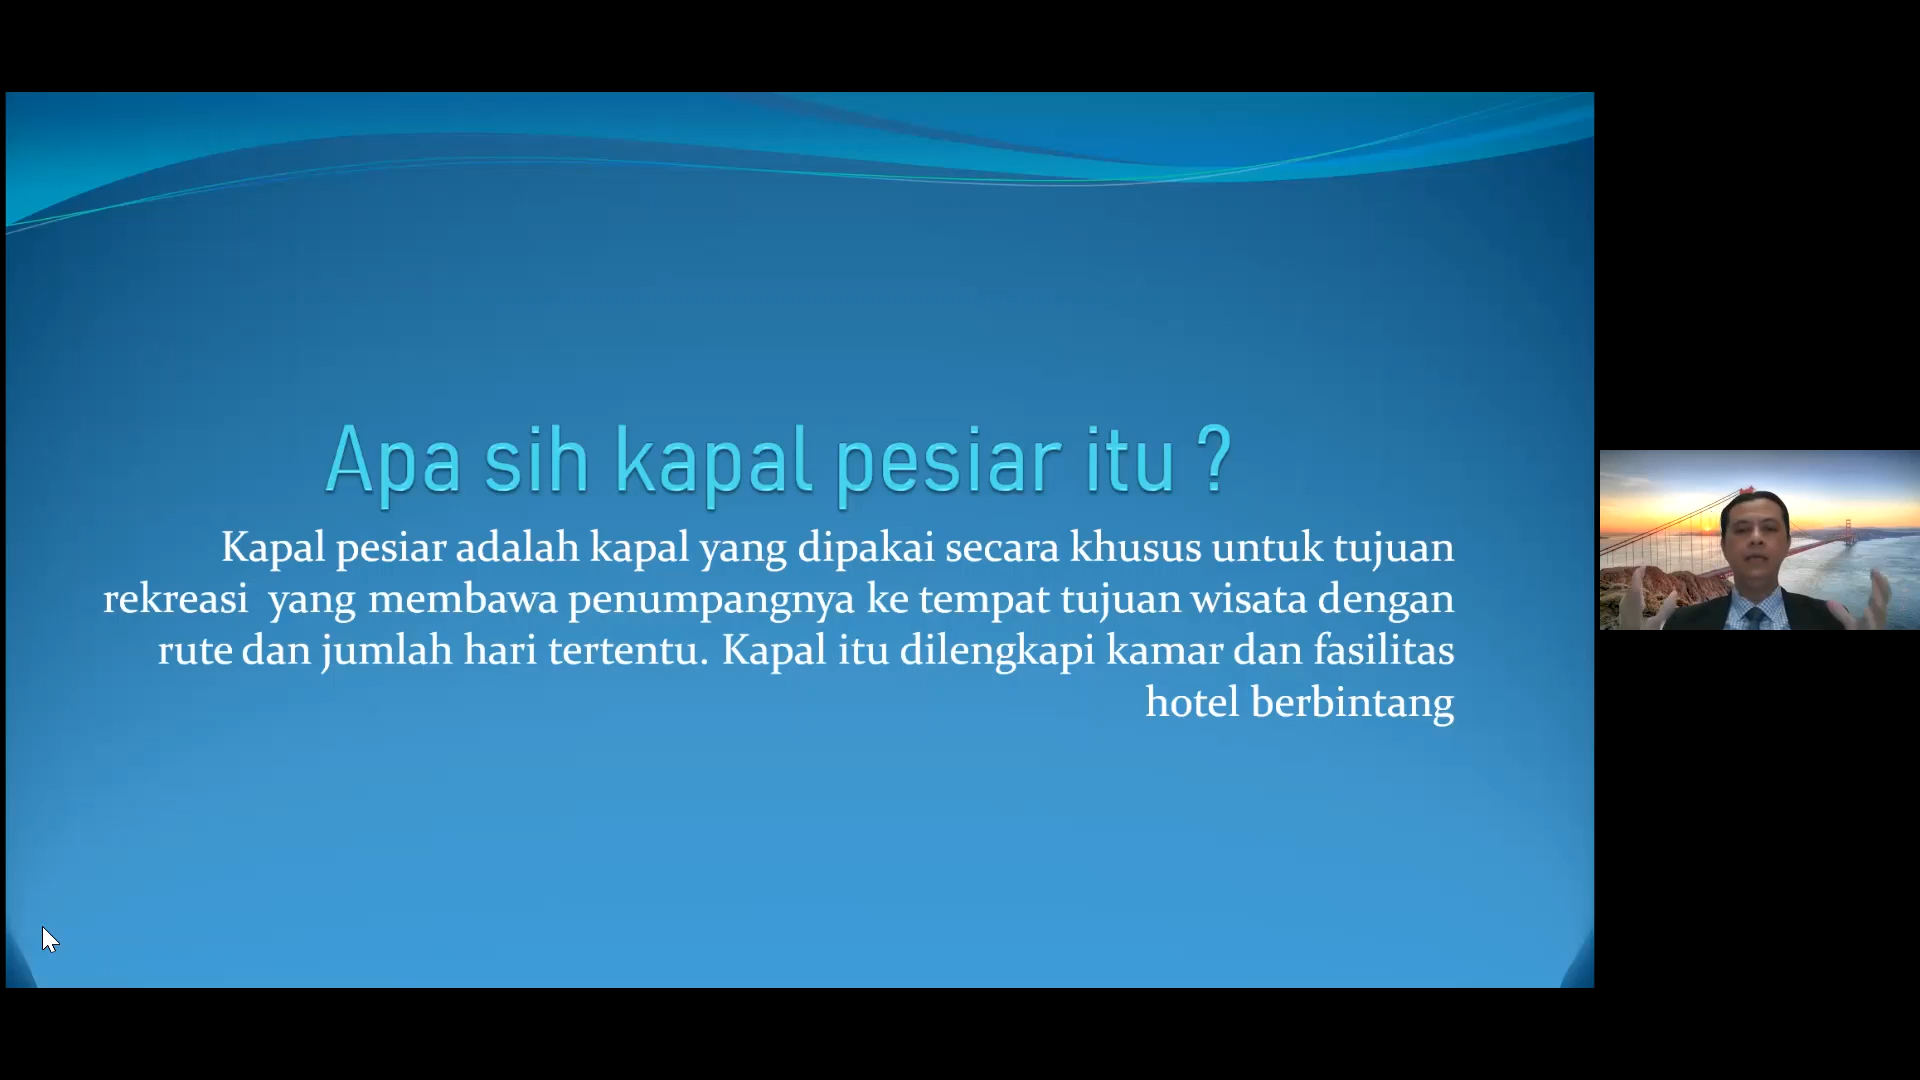 Apa sih kapal pesiar itu ?
Kapal pesiar adalah kapal yang dipakai secara khusus untuk tujuan
rekreasi  yang membawa penumpangnya ke tempat tujuan wisata dengan
rute dan jumlah hari tertentu. Kapal itu dilengkapi kamar dan fasilitas
hotel berbintang